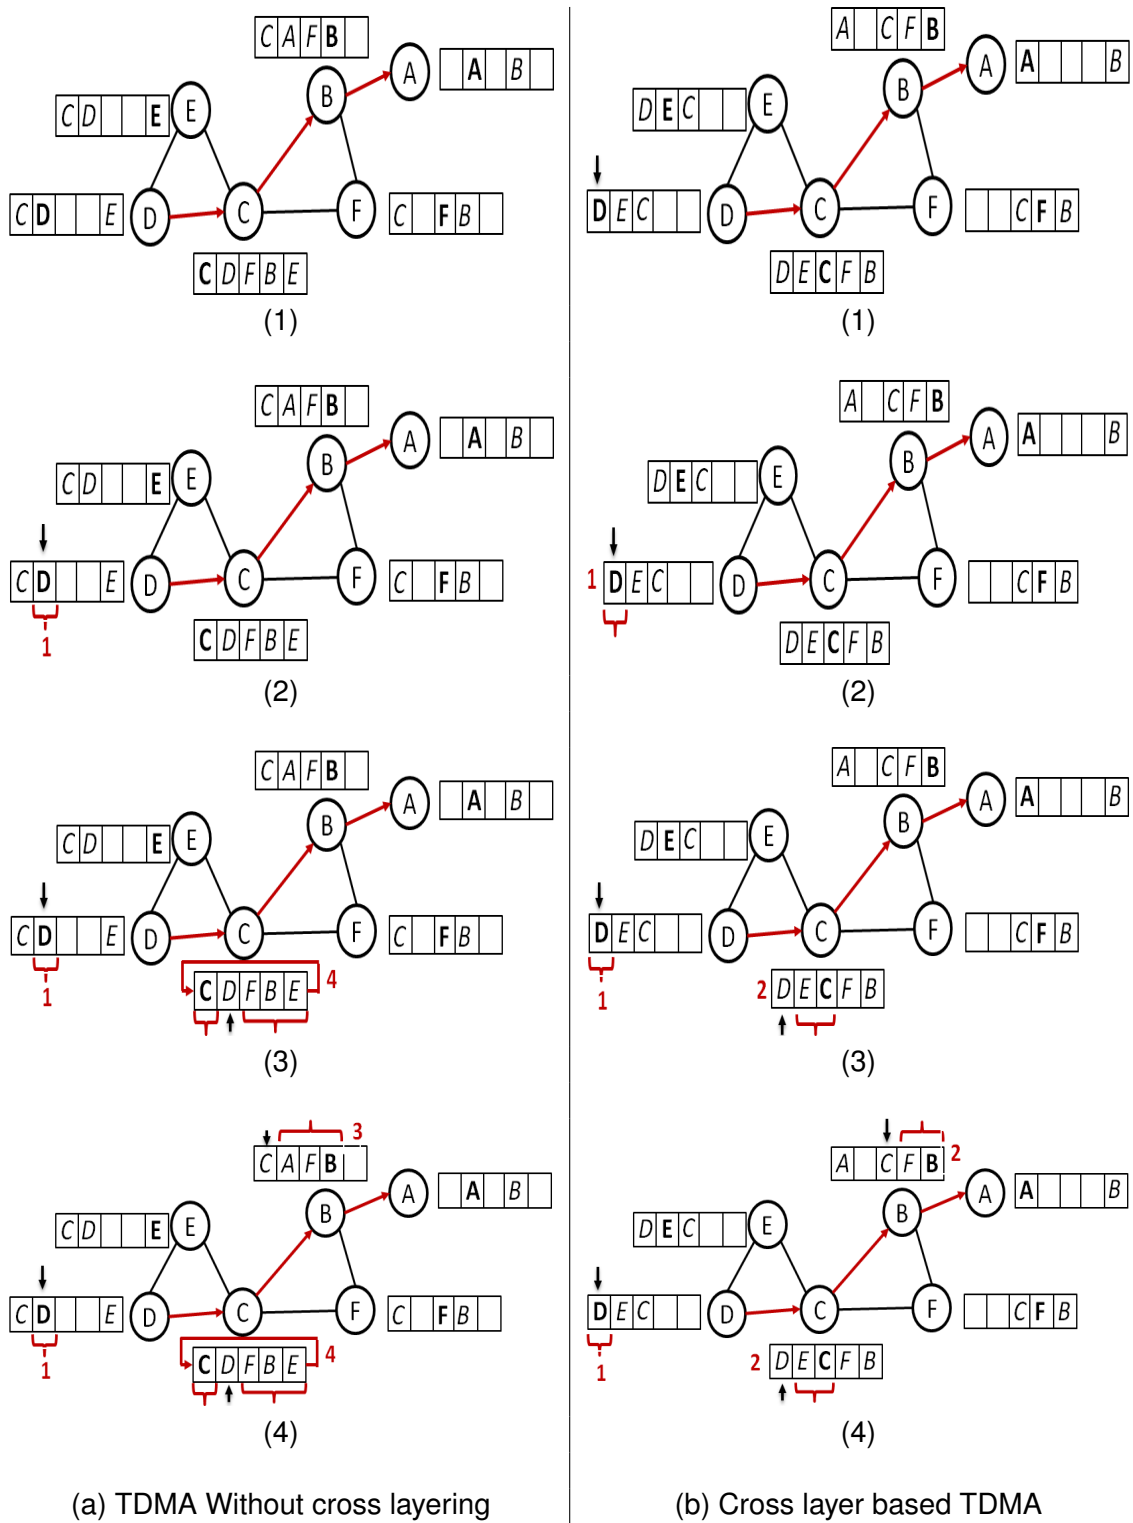 C A F B
B
A
A B
C D E
E
C D E
D
C
F
C F B
C D F B E
(1)
A C F B
B
A
A B
D E C
E
D E C
D
C
F
C F B
D E C F B
(1)
C A F B
B
A
A B
C D E
E
C D E
1
D
C
F
C F B
C D F B E
(2)
A C F B
B
A
A B
D E C
E
1
D E C
D
C
F
C F B
D E C F B
(2)
C A F B
B
A
A B
C D E
E
C D E
1
D
C
F
C F B
C D F B E
4
(3)
A C F B
B
A
A B
D E C
E
D E C
1
D
C
F
C F B
2
D E C F B
(3)
3
C A F B
B
A
A B
C D E
E
C D E
1
D
C
F
C F B
C D F B E
4
(4)
A C F B
2
B
A
A B
D E C
E
D E C
1
D
C
F
C F B
2
D E C F B
(4)
(a) TDMA Without cross layering
(b) Cross layer based TDMA